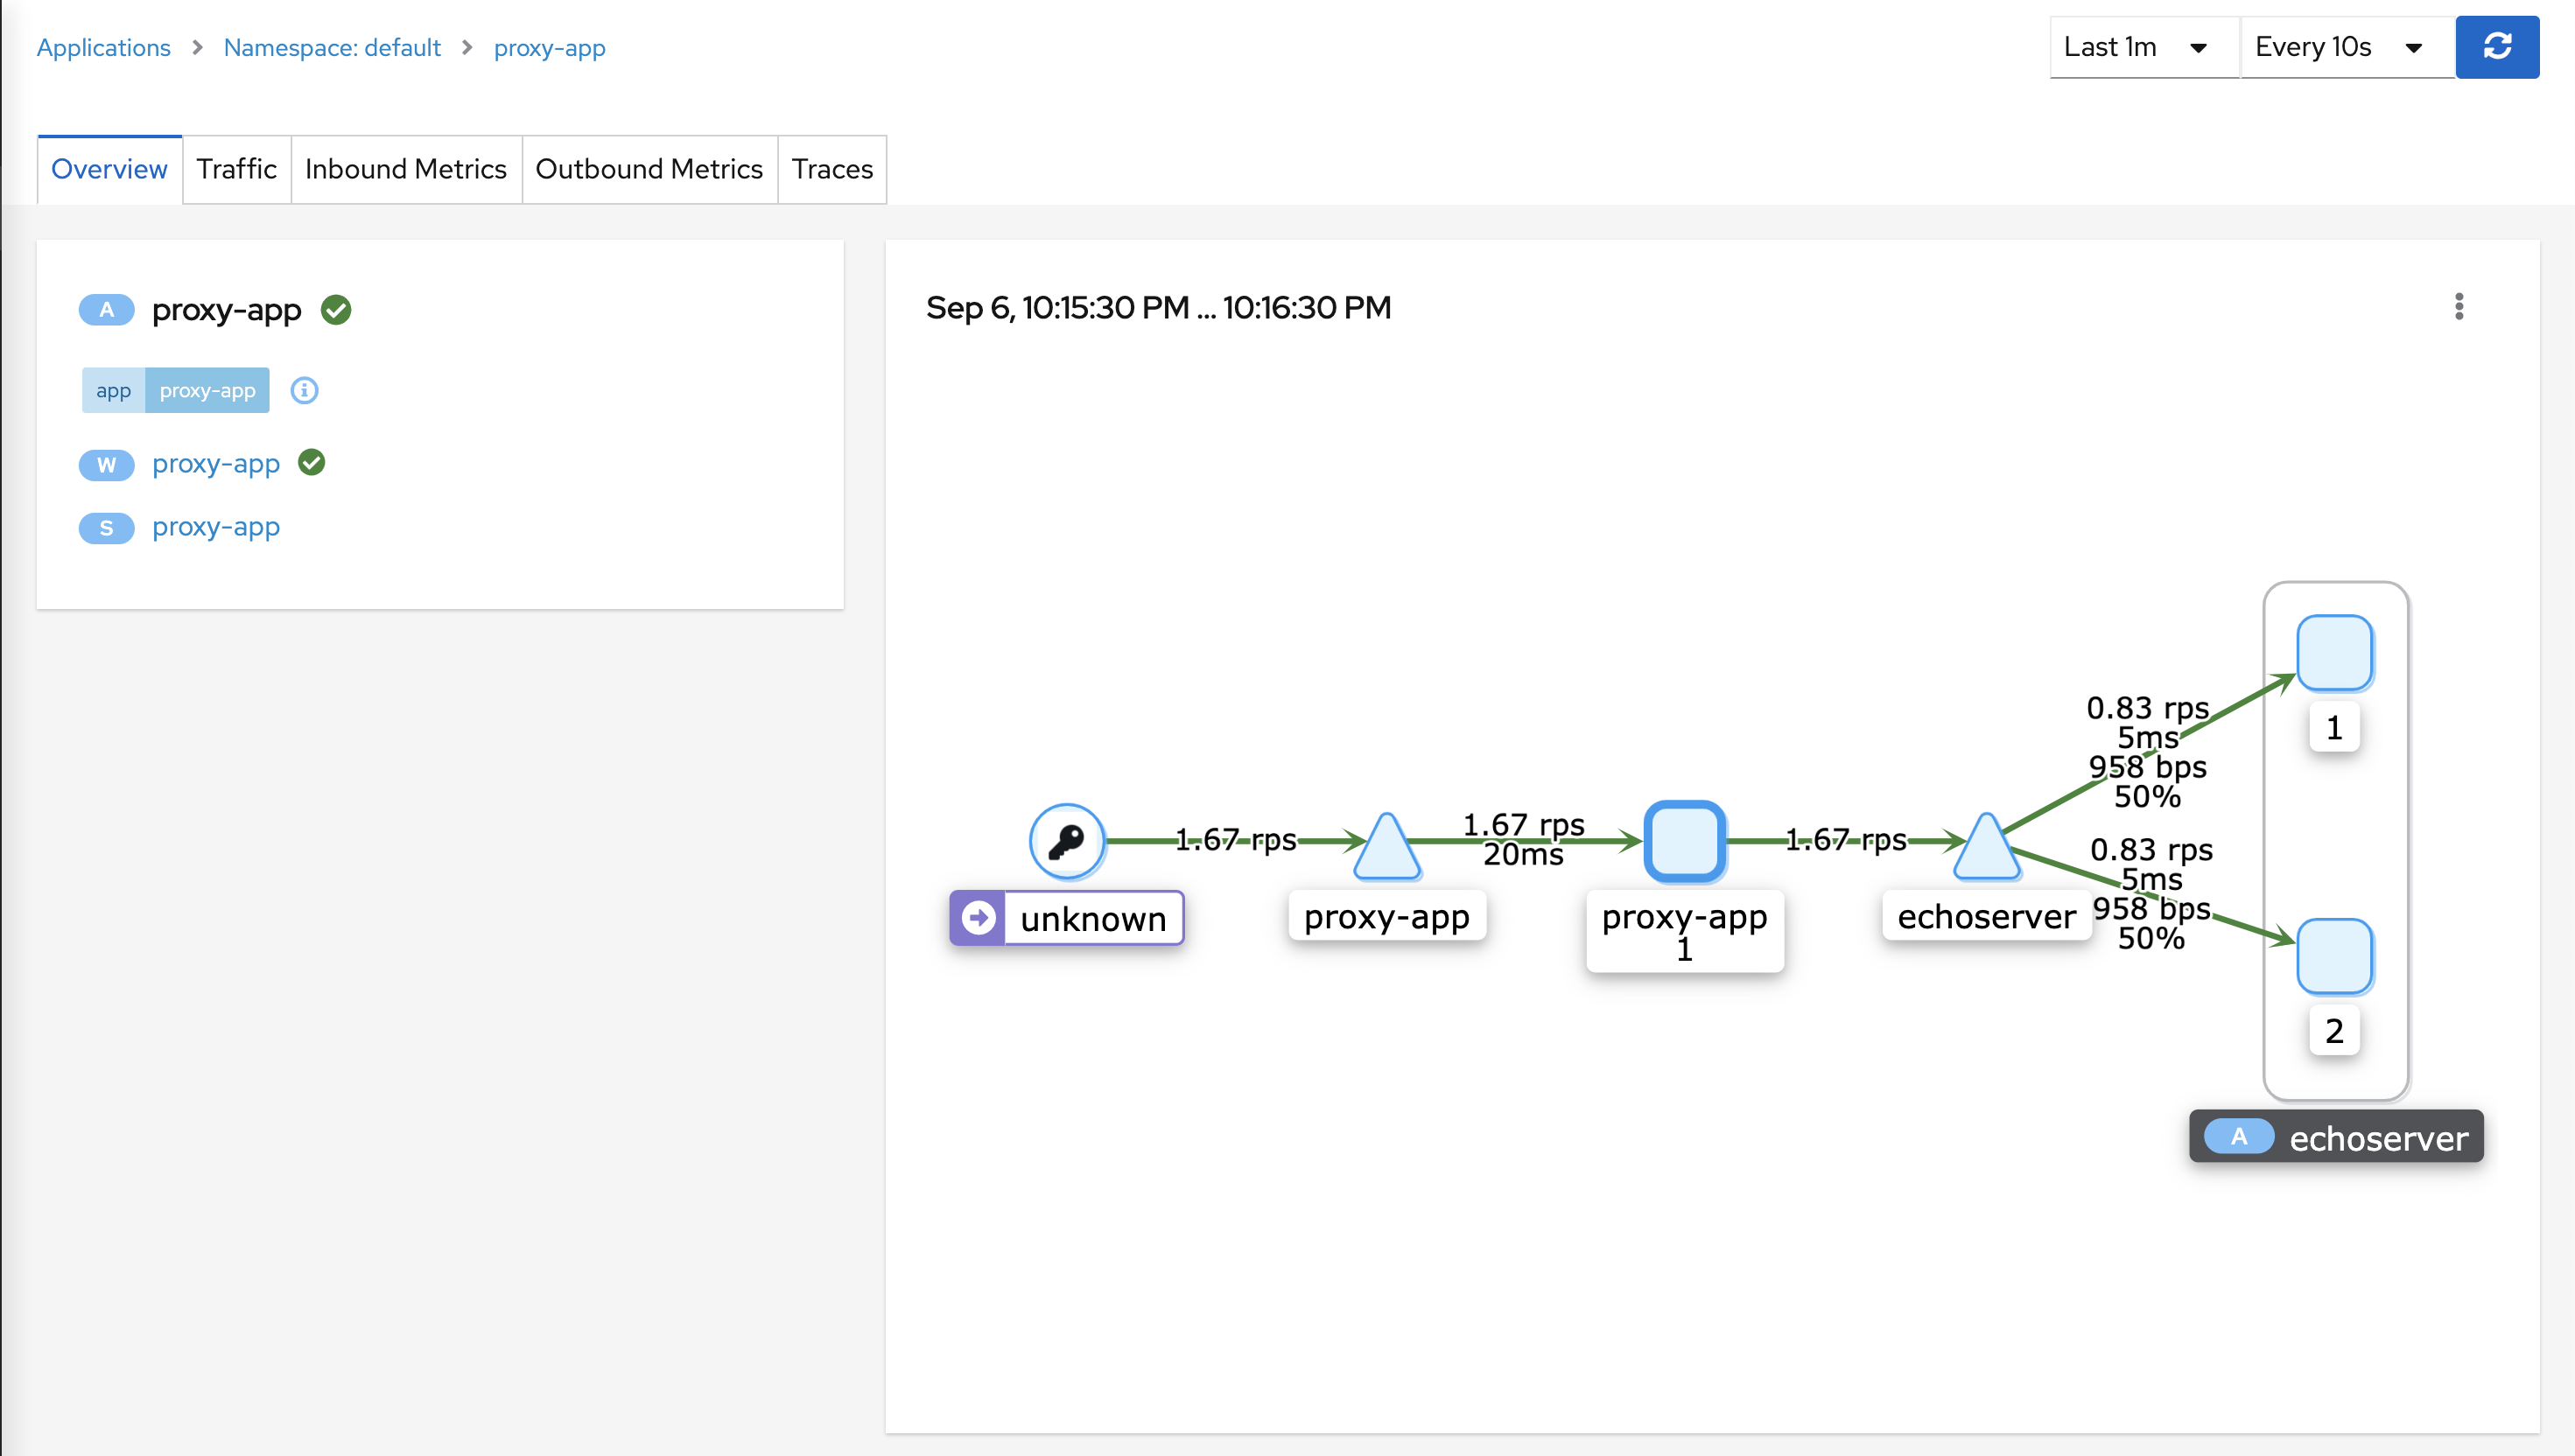 Applications > Namespace: default > proxy-app
Last 1m
Every 10s
Overview
Traffic
Inbound Metrics
Outbound Metrics
Traces
A proxy-app
app proxy-app
W proxy-app
S proxy-app
Sep 6, 10:15:30 PM ... 10:16:30 PM
unknown
1.67 rps
proxy-app
1.67 rps
20ms
proxy-app
1
1.67 rps
echoserver
0.83 rps
5ms
958 bps
50%
0.83 rps
5ms
958 bps
50%
1
2
A echoserver